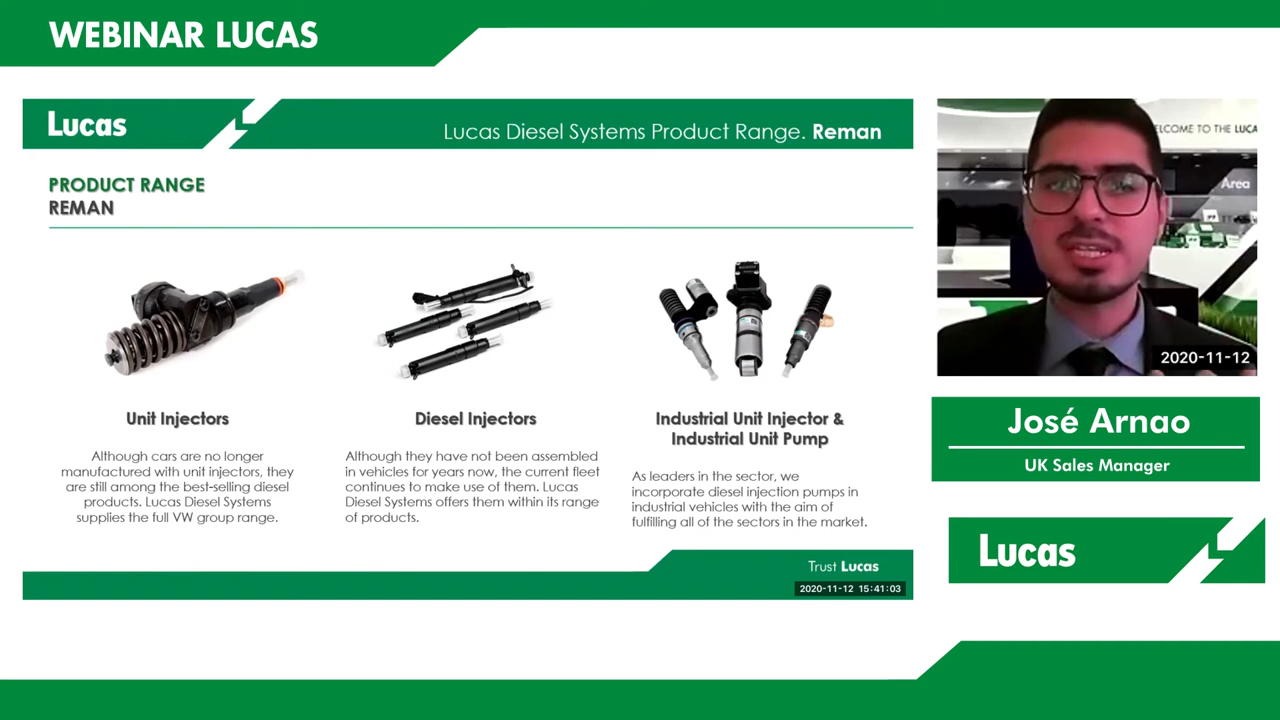 WEBINAR LUCAS
Lucas
Lucas Diesel Systems Product Range. Reman
PRODUCT RANGE
REMAN
Unit Injectors
Although cars are no longer
manufactured with unit injectors, they
are still among the best-selling diesel
products. Lucas Diesel Systems
supplies the full VW group range.
Diesel Injectors
Although they have not been assembled
in vehicles for years now, the current fleet
continues to make use of them. Lucas
Diesel Systems offers them within its range
of products.
Industrial Unit Injector &
Industrial Unit Pump
As leaders in the sector, we
incorporate diesel injection pumps in
industrial vehicles with the aim of
fulfilling all of the sectors in the market.
Trust Lucas
2020-11-12 15:41:03
ELCOME TO THE LUCA
Area
2020-11-12
José Arnao
UK Sales Manager
Lucas